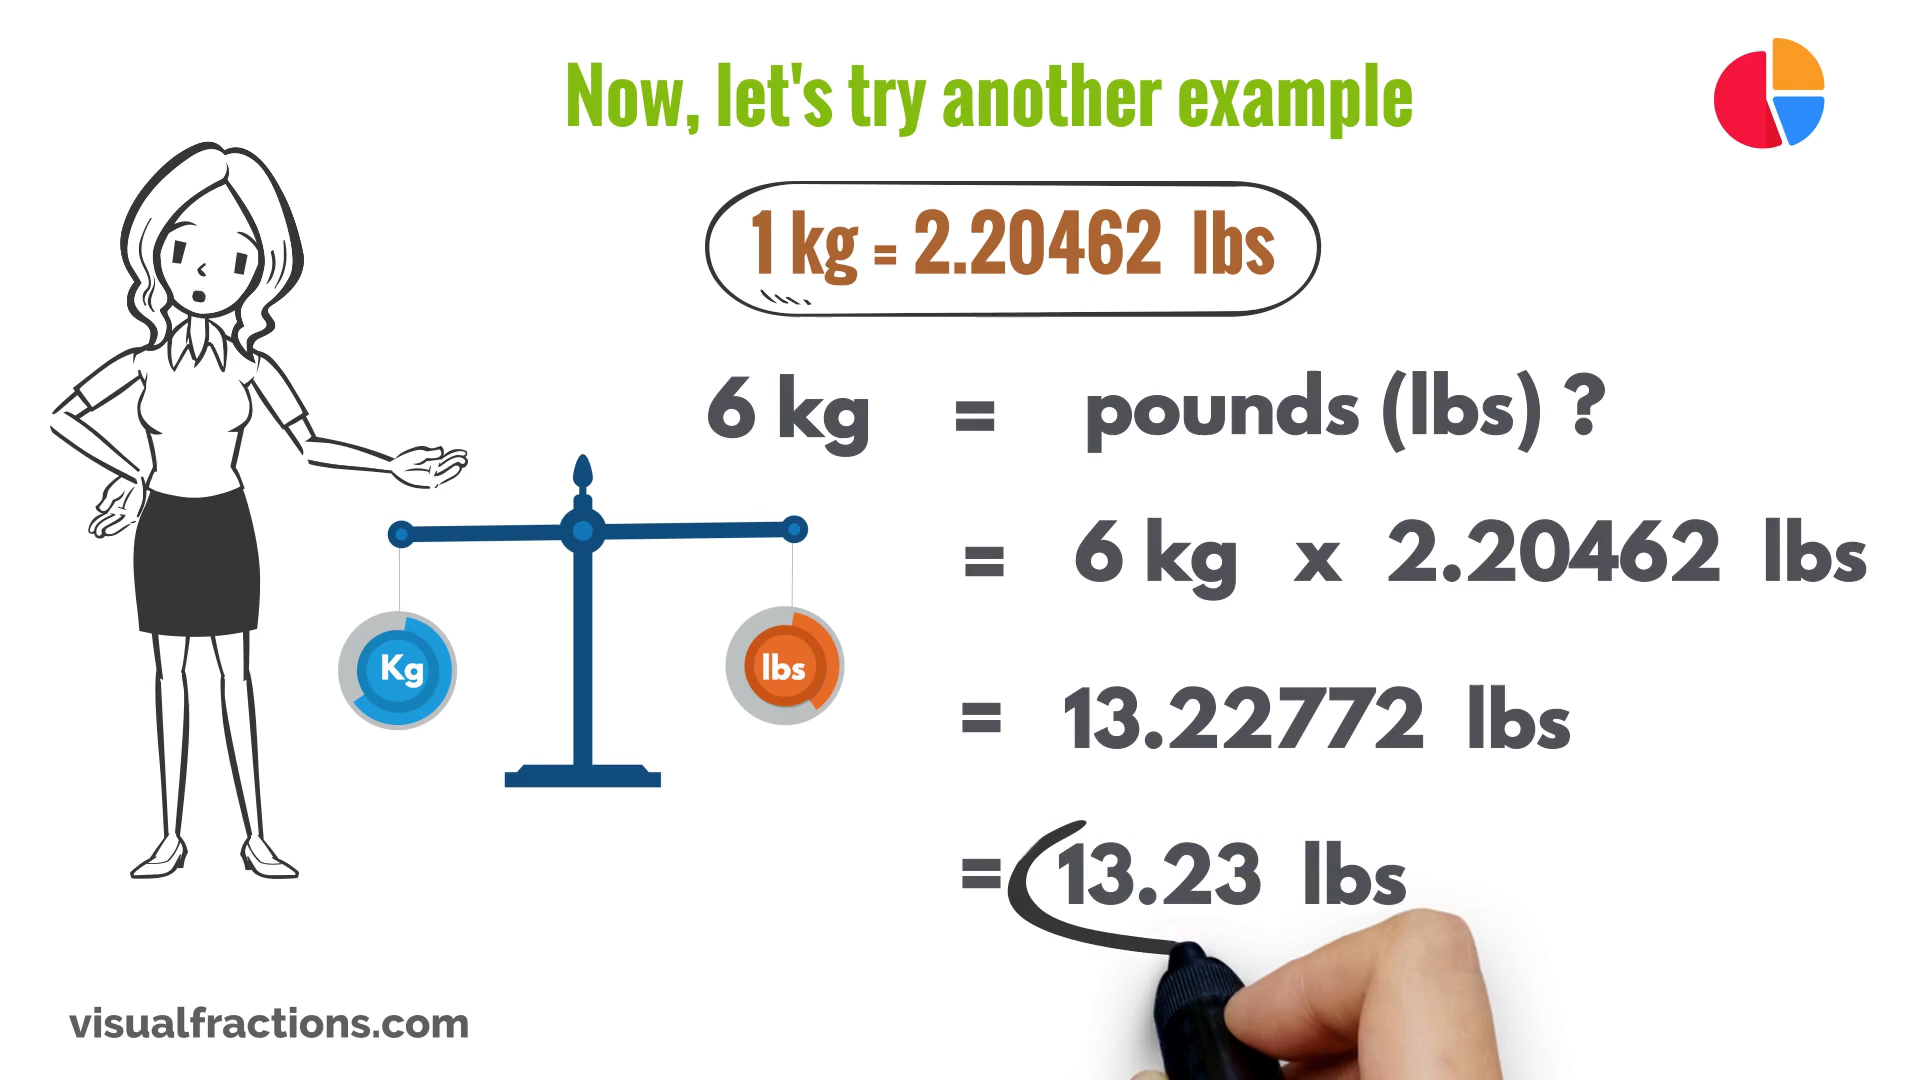 Now, let's try another example
1 kg = 2.20462 lbs
6 kg = pounds (lbs) ?
= 6 kg x 2.20462 lbs
Kg
lbs
= 13.22772 lbs
= 13.23 lbs
visualfractions.com